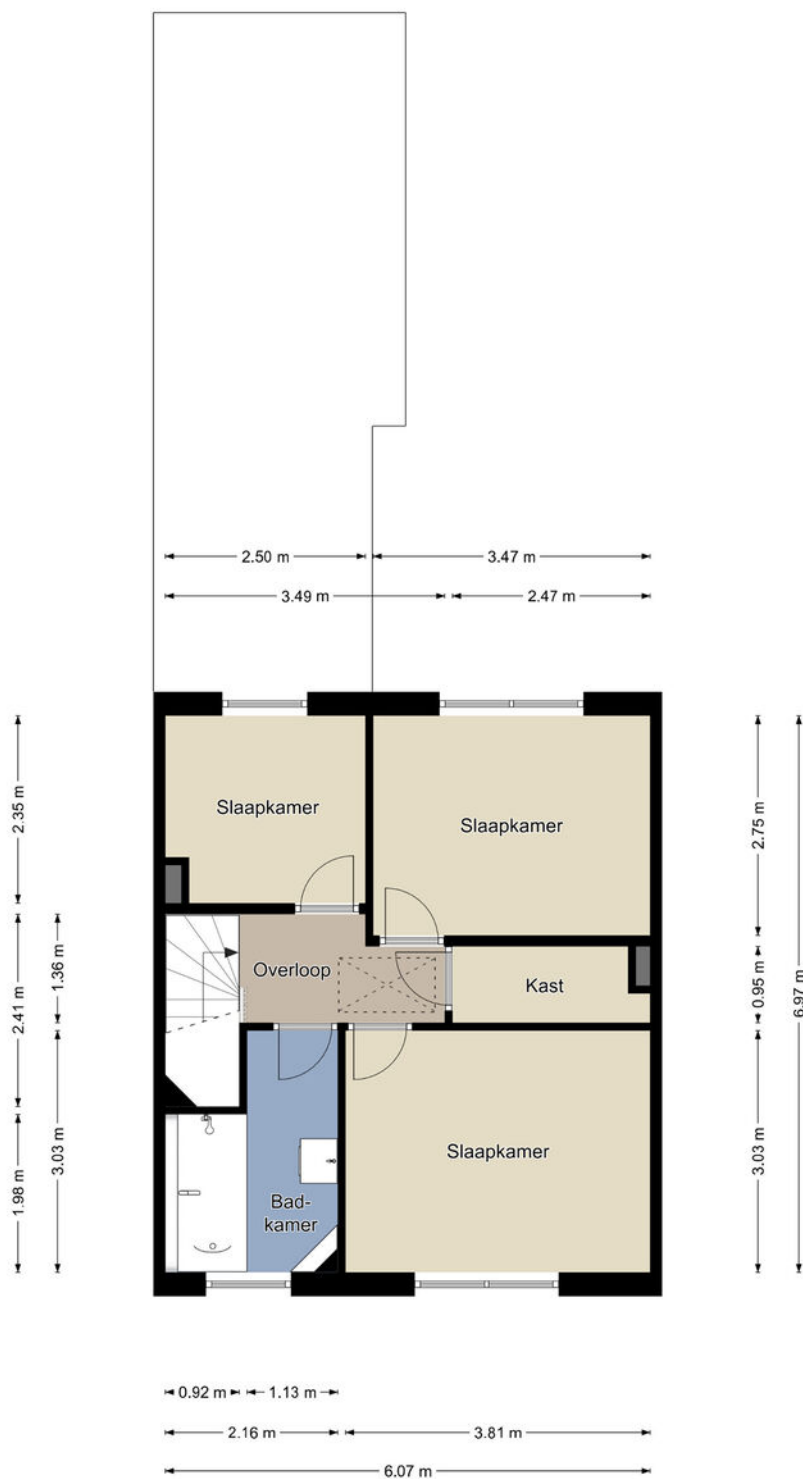 2.50 m
3.47 m
3.49 m
2.47 m
2.35 m
2.75 m
Slaapkamer
Slaapkamer
6.97 m
2.41 m
1.36 m
Overloop
Kast
0.95 m
3.03 m
Slaapkamer
3.03 m
1.98 m
Bad-
kamer
0.92 m
1.13 m
2.16 m
3.81 m
6.07 m